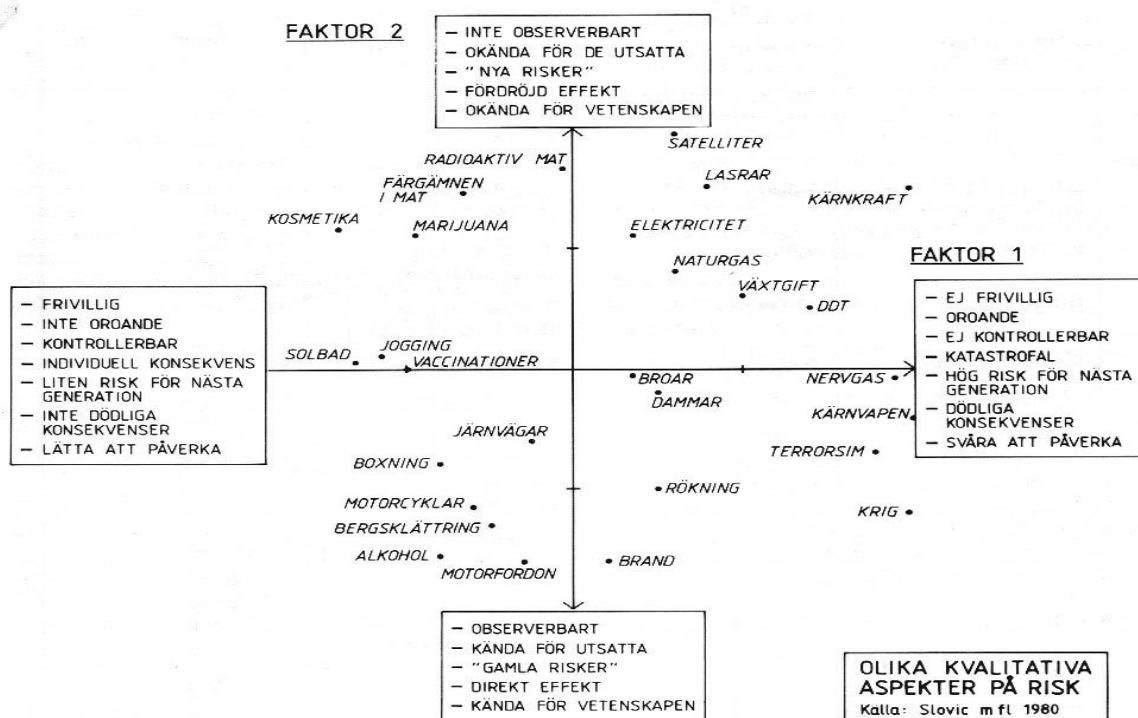 FAKTOR 2
– INTE OBSERVERBART
– OKÄNDA FÖR DE UTSATTA
– "NYA RISKER"
– FÖRDRÖJD EFFEKT
– OKÄNDA FÖR VETENSKAPEN
SATELLITER
RADIOAKTIV MAT
LASRAR
FÄRGÄMNEN
I MAT
KÄRNKRAFT
KOSMETIKA
MARIJUANA
ELEKTRICITET
NATURGAS
FAKTOR 1
VÄXTGIFT
DDT
– FRIVILLIG
– INTE OROANDE
– KONTROLLERBAR
– INDIVIDUELL KONSEKVENS
– LITEN RISK FÖR NÄSTA
GENERATION
– INTE DÖDLIGA
KONSEKVENSER
– LÄTTA ATT PÅVERKA
SOLBAD
JOGGING
VACCINATIONER
– EJ FRIVILLIG
– OROANDE
– EJ KONTROLLERBAR
– KATASTROFAL
– HÖG RISK FÖR NÄSTA
GENERATION
– DÖDLIGA
KONSEKVENSER
– SVÅRA ATT PÅVERKA
BROAR
NERVGAS
DAMMAR
KÄRNVAPEN
JÄRNVÄGAR
TERRORSIM
BOXNING
RÖKNING
MOTORCYKLAR
KRIG
BERGSKLÄTTRING
ALKOHOL
MOTORFORDON
BRAND
– OBSERVERBART
– KÄNDA FÖR UTSATTA
– "GAMLA RISKER"
– DIREKT EFFEKT
– KÄNDA FÖR VETENSKAPEN
OLIKA KVALITATIVA
ASPEKTER PÅ RISK
Källa: Slovic m fl 1980